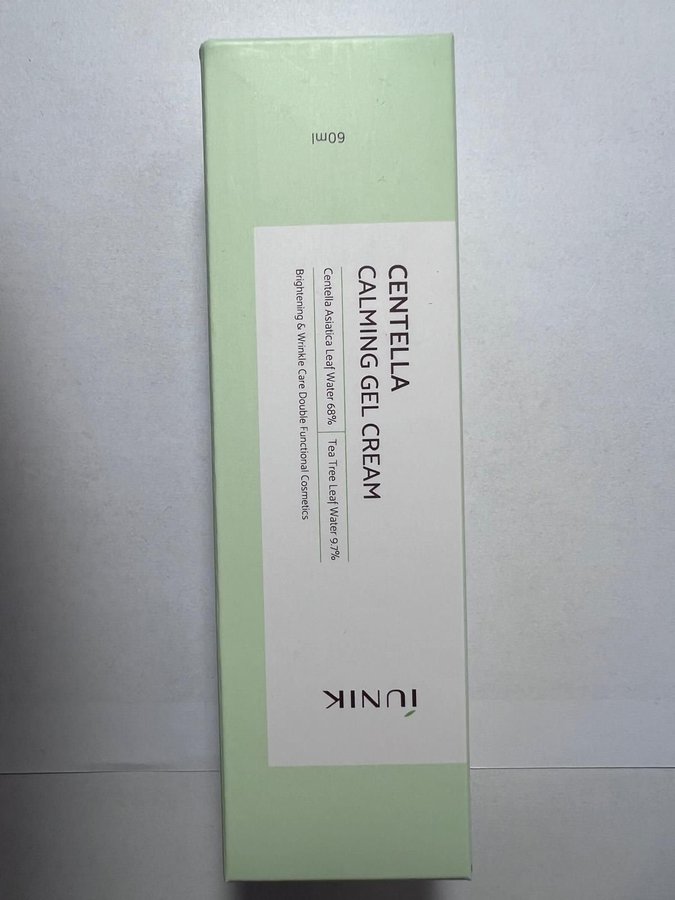 60ml
CENTELLA
CALMING GEL CREAM
Centella Asiatica Leaf Water 68%
Tea Tree Leaf Water 9.7%
Brightening & Wrinkle Care Double Functional Cosmetics
iUNIK